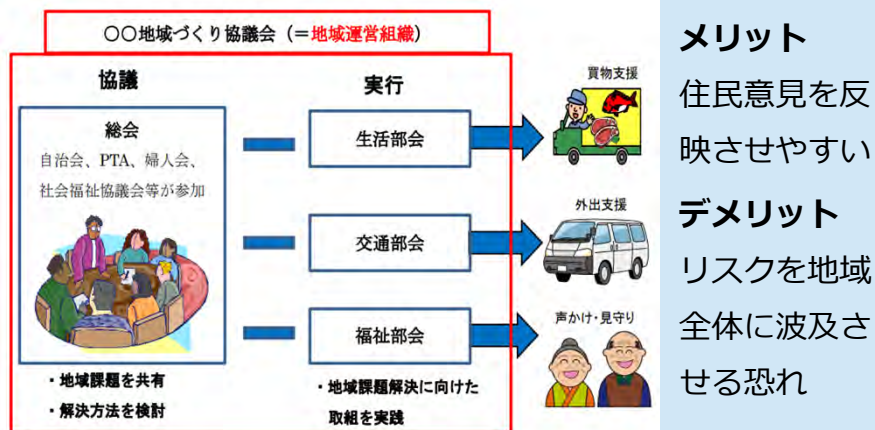 〇〇地域づくり協議会（＝地域運営組織）
協議
総会
自治会、PTA、婦人会、
社会福祉協議会等が参加
・地域課題を共有
・解決方法を検討
実行
生活部会
交通部会
福祉部会
・地域課題解決に向けた
取組を実践
買物支援
外出支援
声かけ・見守り
メリット
住民意見を反
映させやすい
デメリット
リスクを地域
全体に波及さ
せる恐れ